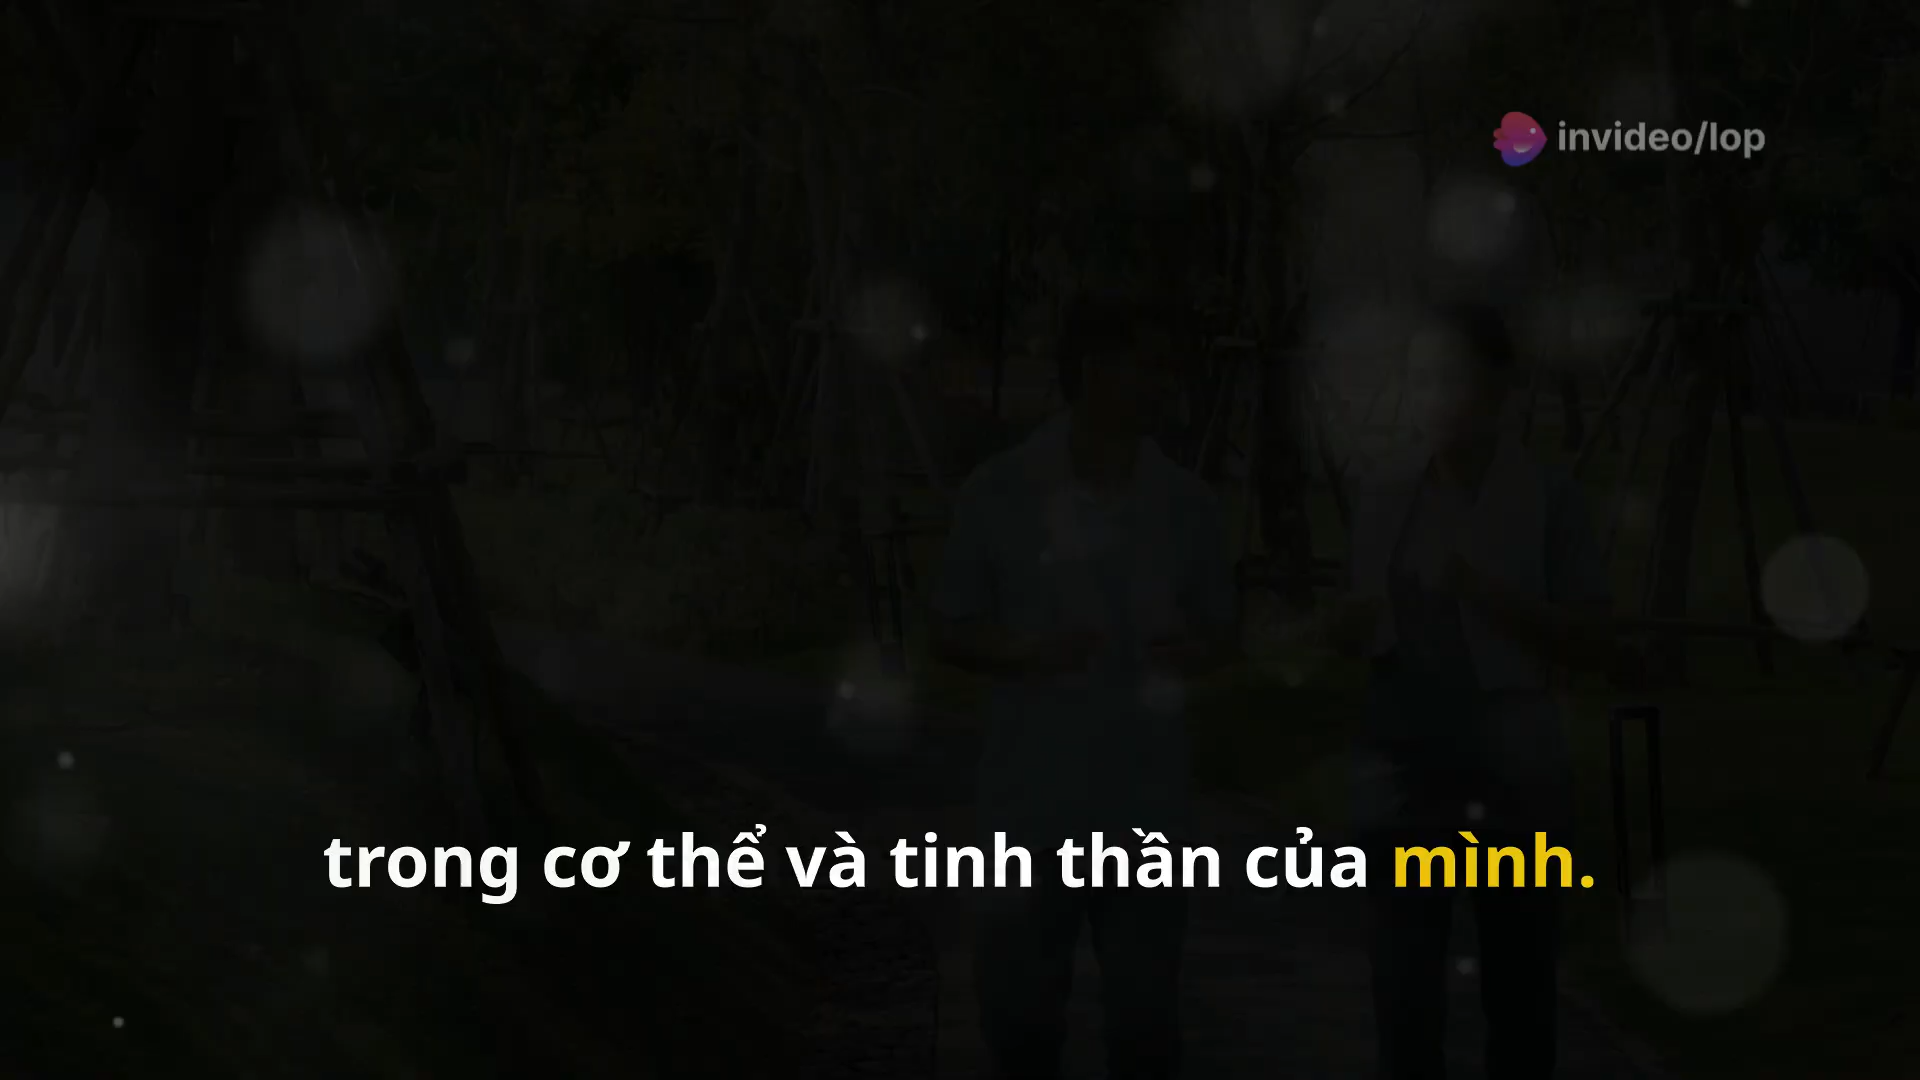 invideo/lop
trong cơ thể và tinh thần của mình.